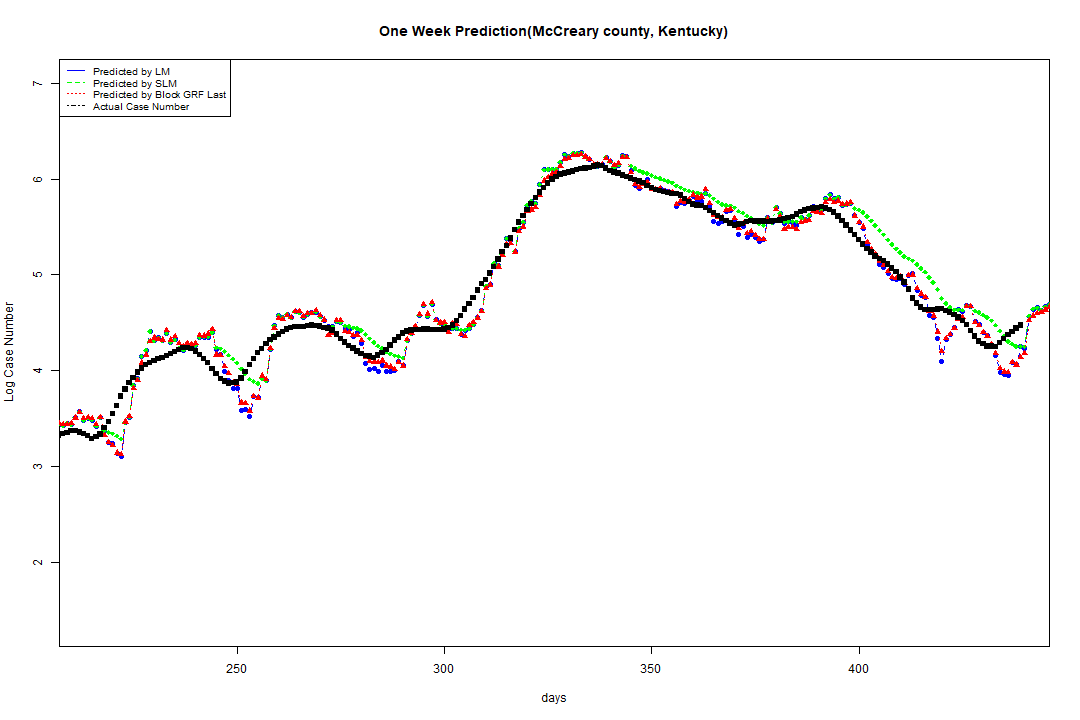 One Week Prediction(McCreary county, Kentucky)
Predicted by LM
Predicted by SLM
Predicted by Block GRF Last
Actual Case Number
7
6
5
4
3
2
Log Case Number
250 300 350 400
days